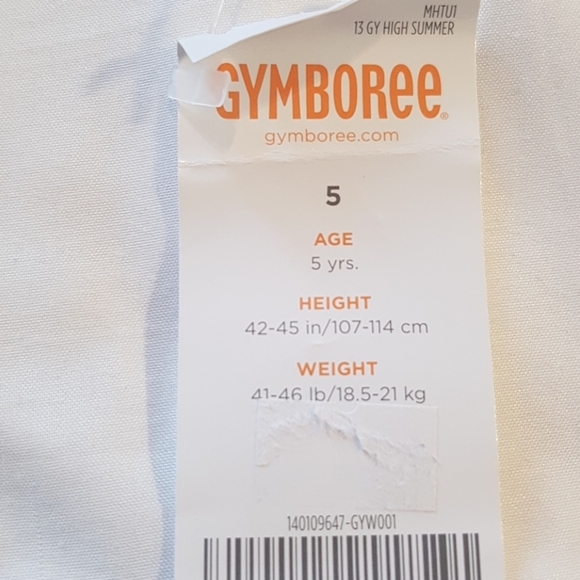 MHTU1
13 GY HIGH SUMMER
GYMBOREE®
gymboree.com
5
AGE
5 yrs.
HEIGHT
42-45 in/107-114 cm
WEIGHT
41-46 lb/18.5-21 kg
140109647-GYW001